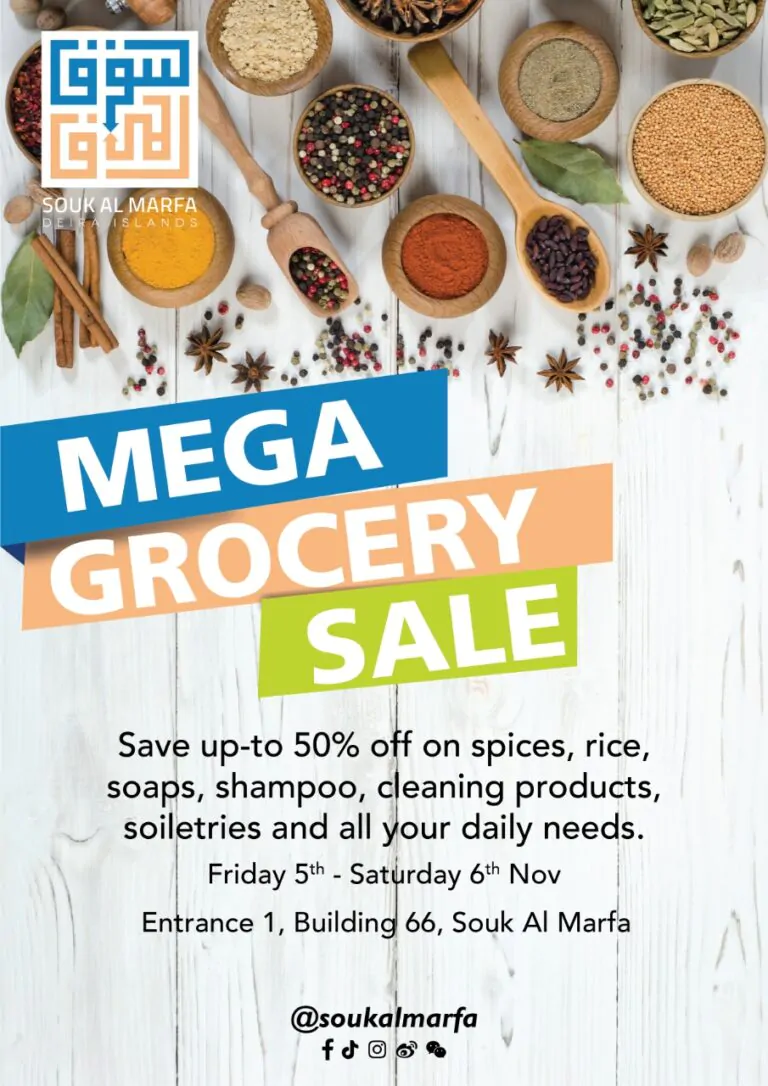 سوق
المرفأ
SOUK AL MARFA
DEIRA ISLANDS
MEGA
GROCERY
SALE
Save up-to 50% off on spices, rice,
soaps, shampoo, cleaning products,
soiletries and all your daily needs.
Friday 5th - Saturday 6th Nov
Entrance 1, Building 66, Souk Al Marfa
@soukalmarfa